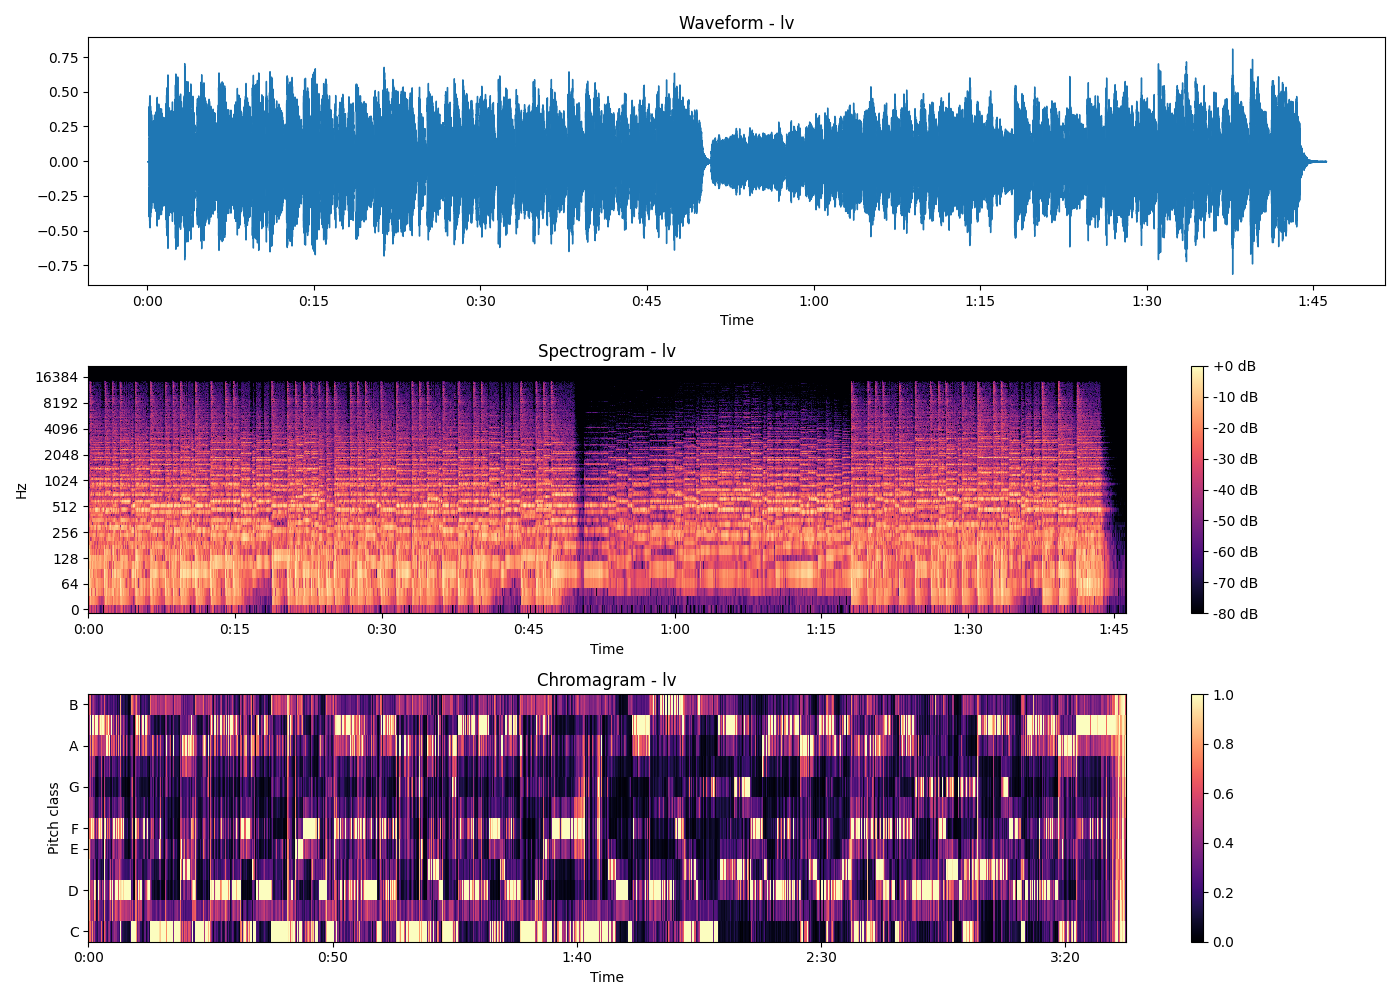 Waveform - lv
0.75
0.50
0.25
0.00
−0.25
−0.50
−0.75
0:00 0:15 0:30 0:45 1:00 1:15 1:30 1:45
Time
Spectrogram - lv
Hz
16384
8192
4096
2048
1024
512
256
128
64
0
0:00 0:15 0:30 0:45 1:00 1:15 1:30 1:45
Time
+0 dB
-10 dB
-20 dB
-30 dB
-40 dB
-50 dB
-60 dB
-70 dB
-80 dB
Chromagram - lv
Pitch class
B
A
G
F
E
D
C
0:00 0:50 1:40 2:30 3:20
Time
1.0
0.8
0.6
0.4
0.2
0.0